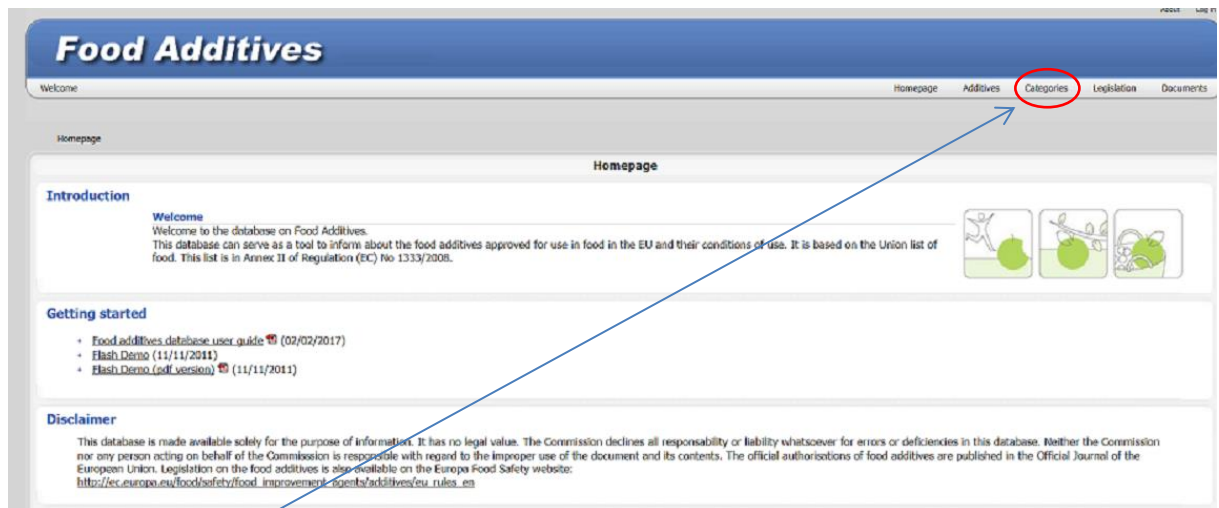 About Log in
Food Additives
Welcome Homepage Additives Categories Legislation Documents
Homepage
Homepage
Introduction
Welcome
Welcome to the database on Food Additives.
This database can serve as a tool to inform about the food additives approved for use in food in the EU and their conditions of use. It is based on the Union list of
food. This list is in Annex II of Regulation (EC) No 1333/2008.
Getting started
Food additives database user guide (02/02/2017)
Flash Demo (11/11/2011)
Flash Demo (pdf version) (11/11/2011)
Disclaimer
This database is made available solely for the purpose of information. It has no legal value. The Commission declines all responsability or liability whatsoever for errors or deficiencies in this database. Neither the Commission
nor any person acting on behalf of the Commission is responsible with regard to the improper use of the document and its contents. The official authorisations of food additives are published in the Official Journal of the
European Union. Legislation on the food additives is also available on the Europa Food Safety website:
http://ec.europa.eu/food/safety/food_improvement_agents/additives/eu_rules_en